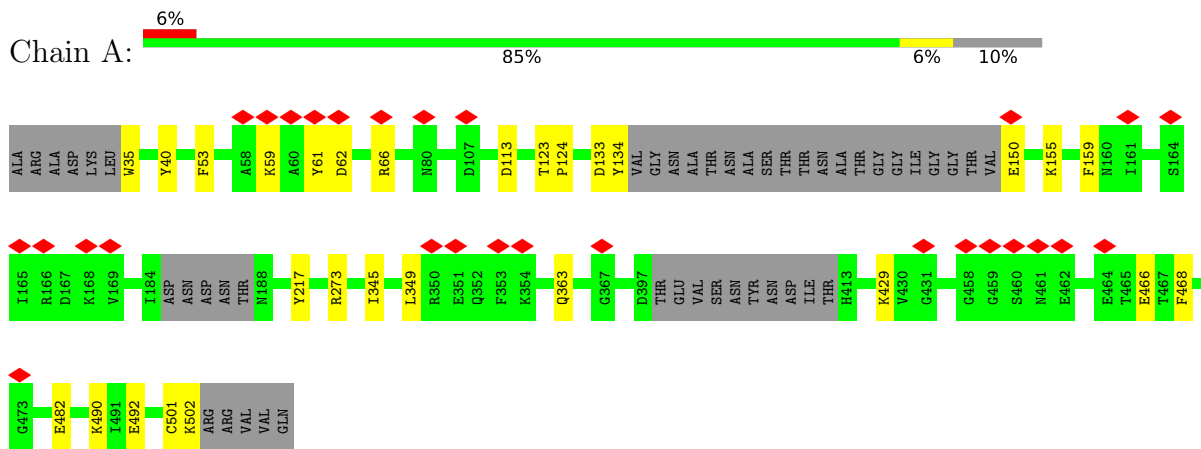 6%
Chain A:
85% 6% 10%
ALA ARG ALA ASP LYS LEU W35 Y40 F53 A58 K59 A60 Y61 D62 R66 N80 D107 D113 T123 P124 D133 Y134 VAL GLY ASN ALA THR ASN ALA SER THR THR ASN ALA THR GLY GLY ILE GLY GLY THR VAL E150 K155 F159 N160 I161 S164
I165 R166 D167 K168 V169 I184 ASP ASN ASP ASN THR N188 Y217 R273 I345 L349 R350 E351 Q352 F353 K354 Q363 G367 D397 THR GLU VAL SER ASN TYR ASN ASP ILE THR H413 K429 V430 G431 G458 G459 S460 N461 E462 E464 T465 E466 T467 F468
G473 E482 K490 I491 E492 C501 K502 ARG ARG VAL VAL GLN